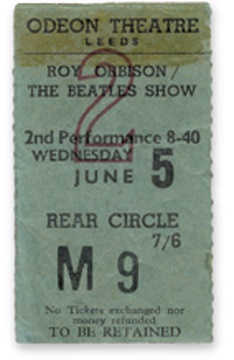 ODEON THEATRE
LEEDS
ROY ORBISON /
THE BEATLES SHOW
2
2nd Performance 8-40
WEDNESDAY
JUNE 5
REAR CIRCLE
7/6
M 9
No Tickets exchanged nor
money refunded
TO BE RETAINED